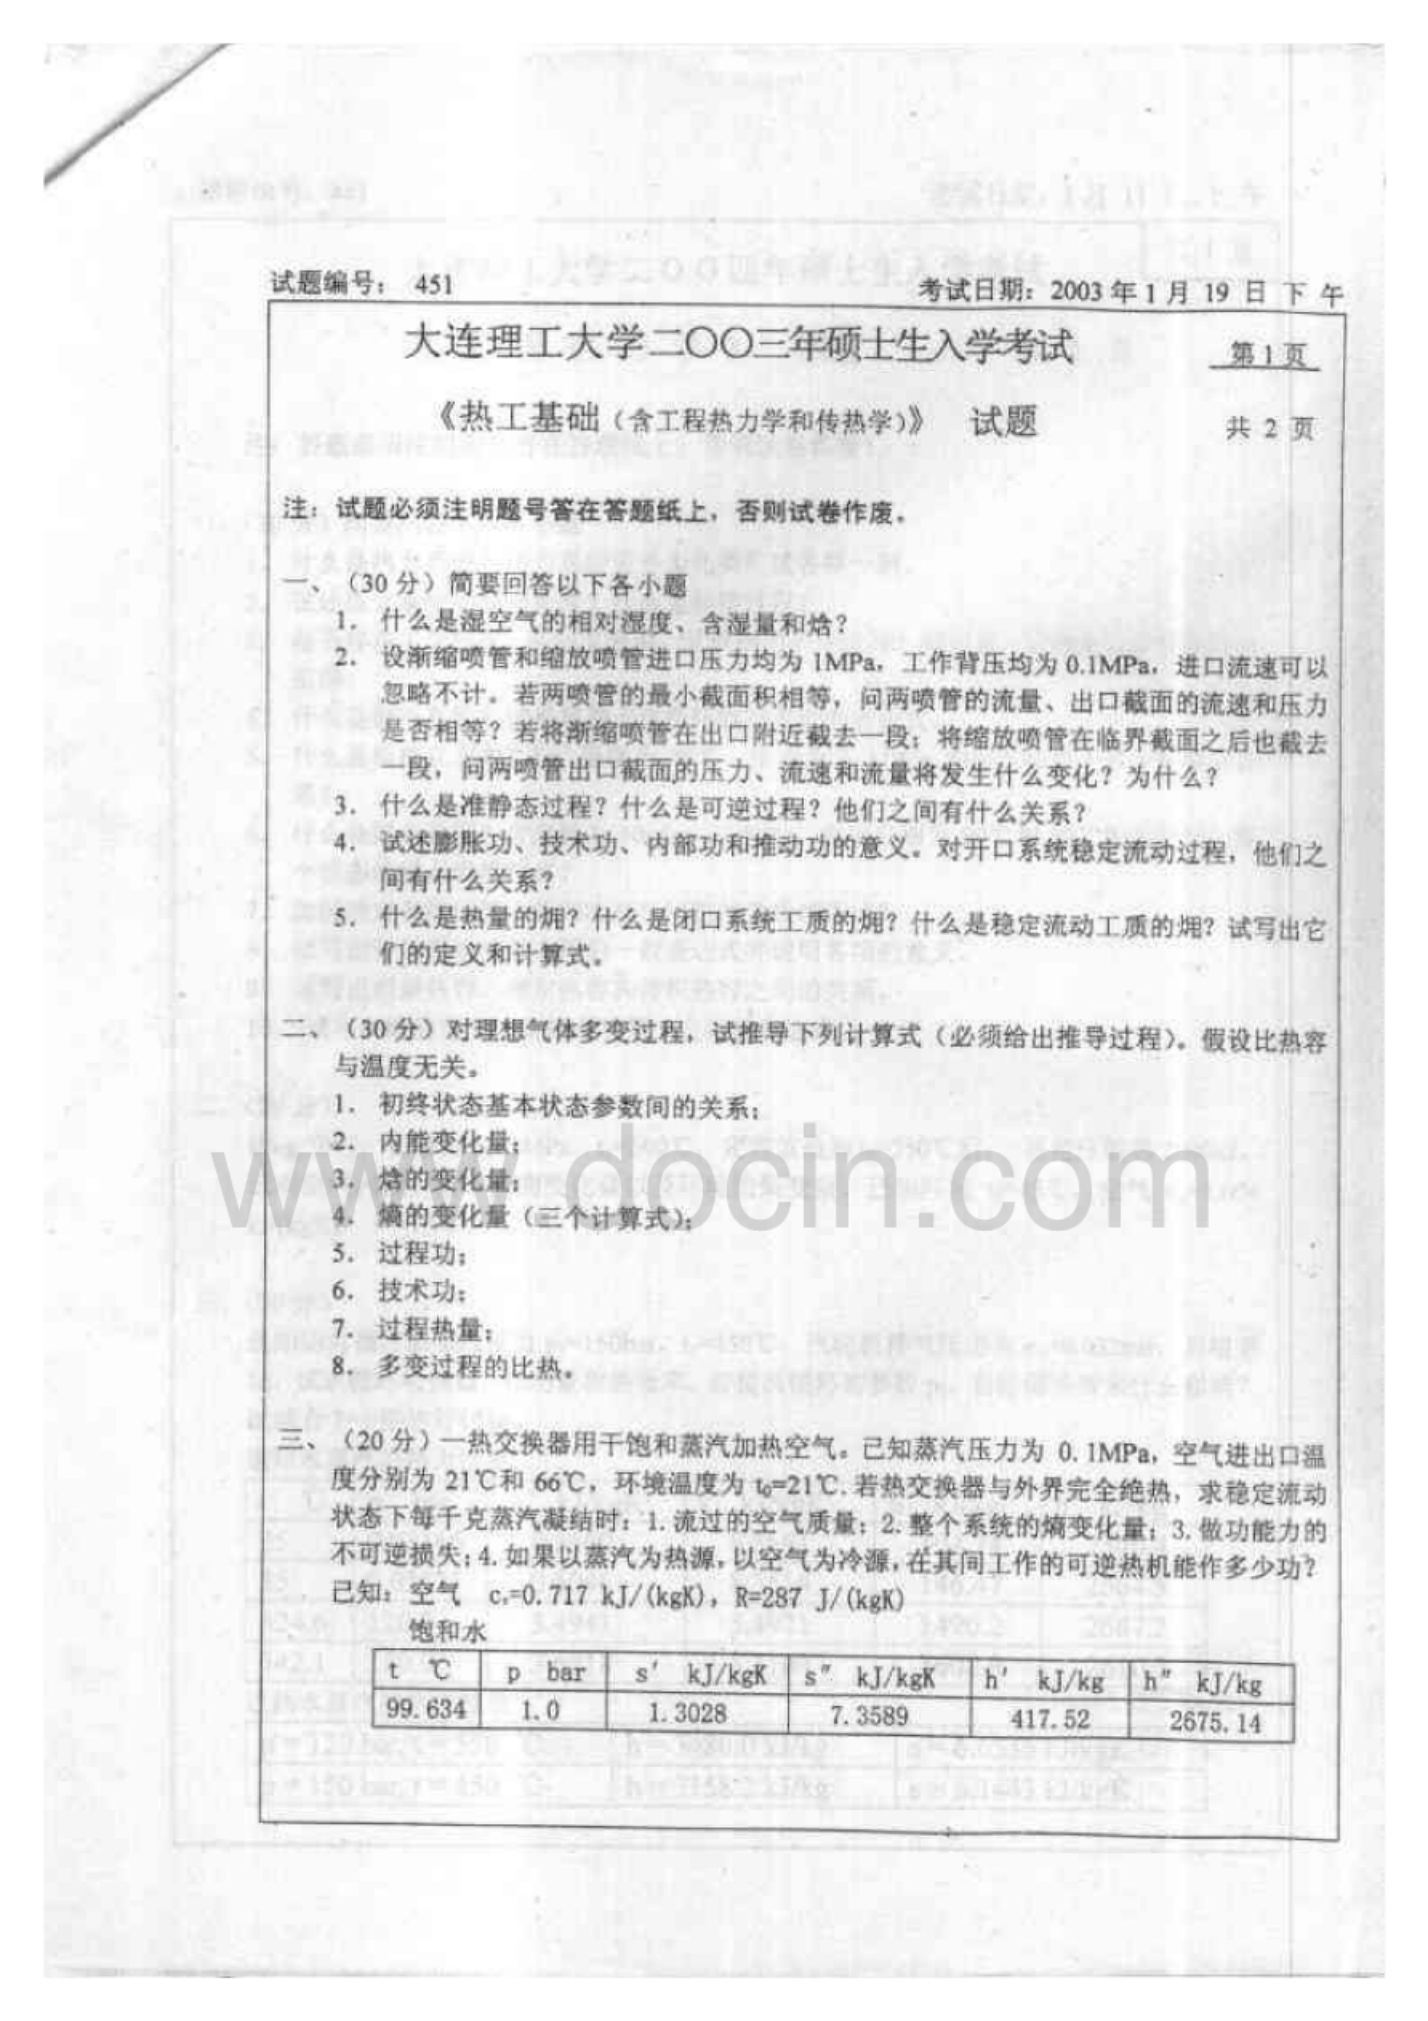 试题编号： 451
考试日期：2003年1月19日下午
大连理工大学二〇〇三年硕士生入学考试
第1页
《热工基础（含工程热力学和传热学）》 试题
共 2 页
注：试题必须注明题号答在答题纸上，否则试卷作废。
一、（30分）简要回答以下各小题
1. 什么是湿空气的相对湿度、含湿量和焓？
2. 设渐缩喷管和缩放喷管进口压力均为1MPa，工作背压均为0.1MPa，进口流速可以
忽略不计。若两喷管的最小截面积相等，问两喷管的流量、出口截面的流速和压力
是否相等？若将渐缩喷管在出口附近截去一段；将缩放喷管在临界截面之后也截去
一段，问两喷管出口截面的压力、流速和流量将发生什么变化？为什么？
3. 什么是准静态过程？什么是可逆过程？他们之间有什么关系？
4. 试述膨胀功、技术功、内部功和推动功的意义。对开口系统稳定流动过程，他们之
间有什么关系？
5. 什么是热量的㶲？什么是闭口系统工质的㶲？什么是稳定流动工质的㶲？试写出它
们的定义和计算式。
二、（30分）对理想气体多变过程，试推导下列计算式（必须给出推导过程）。假设比热容
与温度无关。
1. 初终状态基本状态参数间的关系；
2. 内能变化量；
3. 焓的变化量；
4. 熵的变化量（三个计算式）；
5. 过程功；
6. 技术功；
7. 过程热量；
8. 多变过程的比热。
www.docin.com
三、（20分）一热交换器用干饱和蒸汽加热空气。已知蒸汽压力为 0.1MPa，空气进出口温
度分别为21℃和 66℃，环境温度为 t₀=21℃.若热交换器与外界完全绝热，求稳定流动
状态下每千克蒸汽凝结时：1.流过的空气质量；2.整个系统的熵变化量；3.做功能力的
不可逆损失；4.如果以蒸汽为热源，以空气为冷源，在其间工作的可逆热机能作多少功？
已知：空气 cᵥ=0.717 kJ/(kgK)，R=287 J/(kgK)
饱和水
t ℃ p bar s′ kJ/kgK s″ kJ/kgK h′ kJ/kg h″ kJ/kg
99.634 1.0 1.3028 7.3589 417.52 2675.14